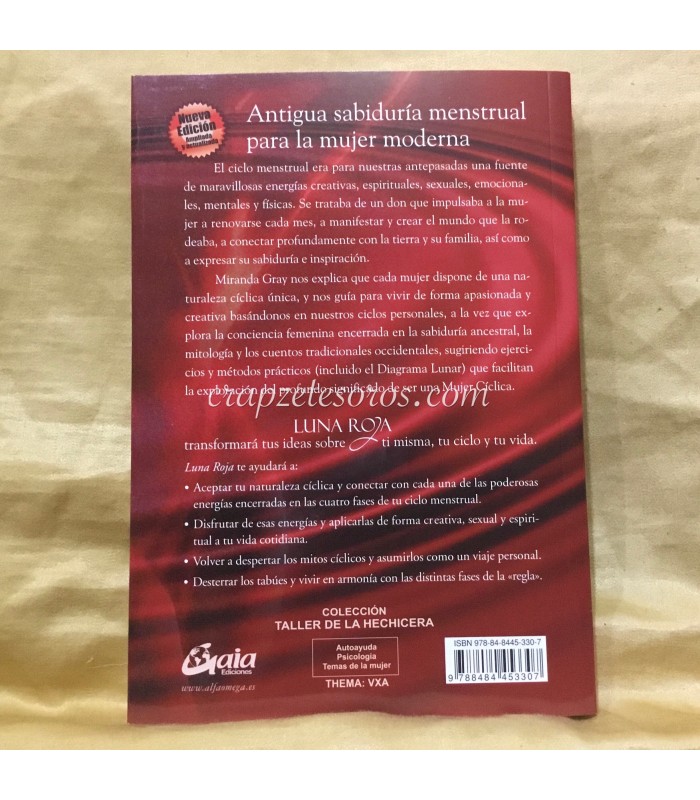 Nueva
Edición
Ampliada
y actualizada
Antigua sabiduría menstrual
para la mujer moderna
El ciclo menstrual era para nuestras antepasadas una fuente
de maravillosas energías creativas, espirituales, sexuales, emociona-
les, mentales y físicas. Se trataba de un don que impulsaba a la mu-
jer a renovarse cada mes, a manifestar y crear el mundo que la ro-
deaba, a conectar profundamente con la tierra y su familia, así como
a expresar su sabiduría e inspiración.
Miranda Gray nos explica que cada mujer dispone de una na-
turaleza cíclica única, y nos guía para vivir de forma apasionada y
creativa basándonos en nuestros ciclos personales, a la vez que ex-
plora la conciencia femenina encerrada en la sabiduría ancestral, la
mitología y los cuentos tradicionales occidentales, sugiriendo ejerci-
cios y métodos prácticos (incluido el Diagrama Lunar) que facilitan
la exploración del profundo significado de ser una Mujer Cíclica.
ciapzelesoros.com
LUNA ROJA
transformará tus ideas sobre ti misma, tu ciclo y tu vida.
Luna Roja te ayudará a:
• Aceptar tu naturaleza cíclica y conectar con cada una de las poderosas
energías encerradas en las cuatro fases de tu ciclo menstrual.
• Disfrutar de esas energías y aplicarlas de forma creativa, sexual y espiri-
tual a tu vida cotidiana.
• Volver a despertar los mitos cíclicos y asumirlos como un viaje personal.
• Desterrar los tabúes y vivir en armonía con las distintas fases de la «regla».
COLECCIÓN
TALLER DE LA HECHICERA
Autoayuda
Psicología
Temas de la mujer
THEMA: VXA
Gaia
Ediciones
www.alfaomega.es
ISBN 978-84-8445-330-7
9 788484 453307